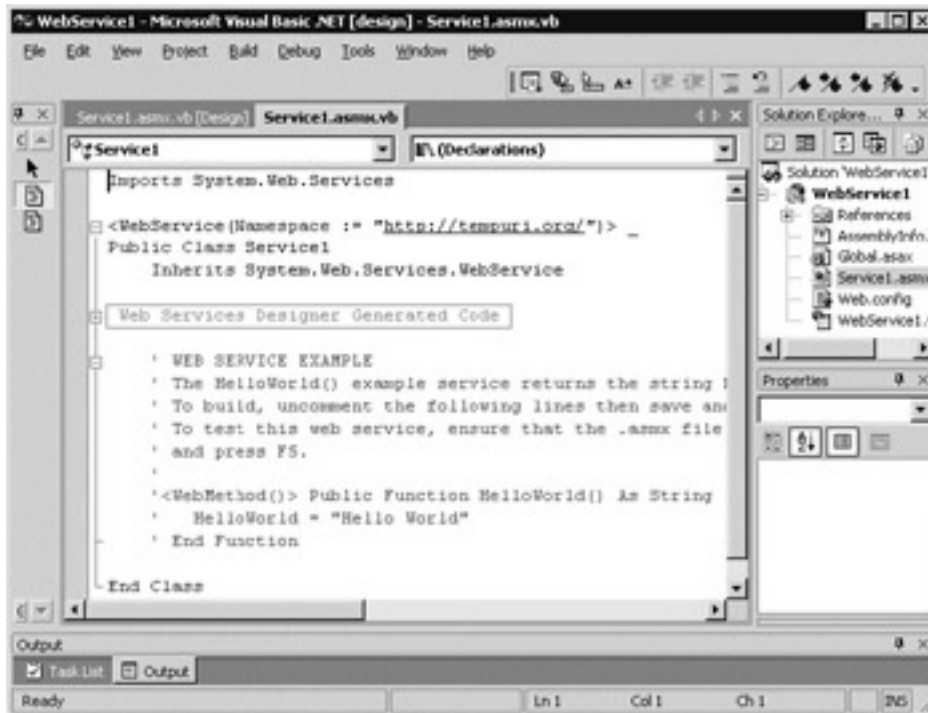 WebService1 - Microsoft Visual Basic .NET [design] - Service1.asmx.vb
File Edit View Project Build Debug Tools Window Help
Service1.asmx.vb [Design] Service1.asmx.vb
Service1 (Declarations)
Imports System.Web.Services
<WebService(Namespace := "http://tempuri.org/")> _
Public Class Service1
Inherits System.Web.Services.WebService
Web Services Designer Generated Code
' WEB SERVICE EXAMPLE
' The HelloWorld() example service returns the string
' To build, uncomment the following lines then save and
' To test this web service, ensure that the .asmx file
' and press F5.
'
'<WebMethod()> Public Function HelloWorld() As String
' HelloWorld = "Hello World"
' End Function
End Class
Solution Explore...
Solution 'WebService1
WebService1
References
AssemblyInfo.
Global.asax
Service1.asmx
Web.config
WebService1.
Properties
Output
Task List Output
Ready Ln 1 Col 1 Ch 1 INS